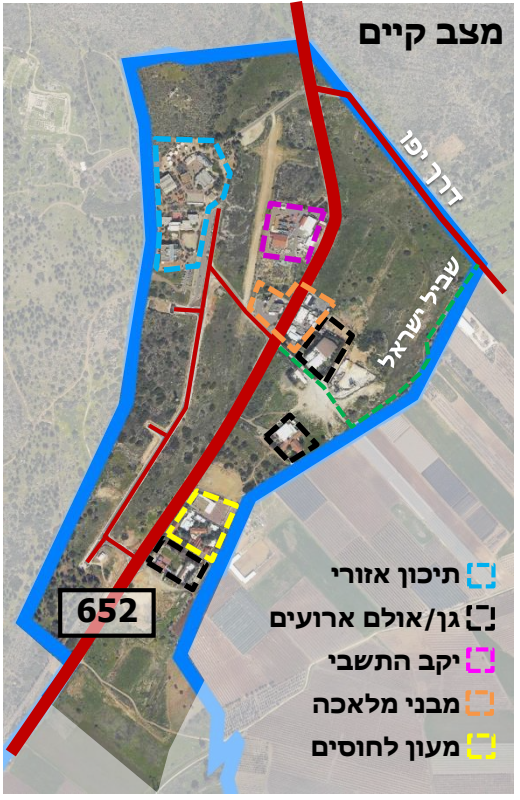 מצב קיים
דרך יפו
שביל ישראל
652
תיכון אזורי
גן/אולם ארועים
יקב התשבי
מבני מלאכה
מעון לחוסים